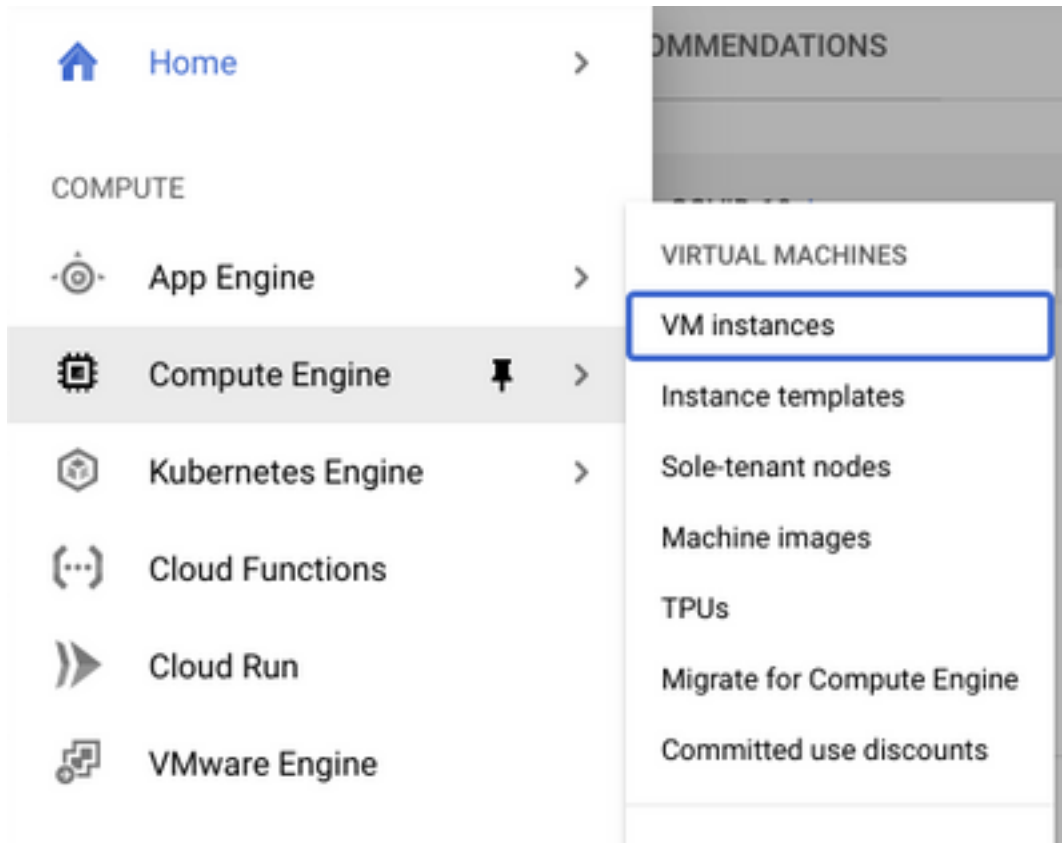 Home
OMMENDATIONS
COMPUTE
App Engine
Compute Engine
Kubernetes Engine
Cloud Functions
Cloud Run
VMware Engine
VIRTUAL MACHINES
VM instances
Instance templates
Sole-tenant nodes
Machine images
TPUs
Migrate for Compute Engine
Committed use discounts